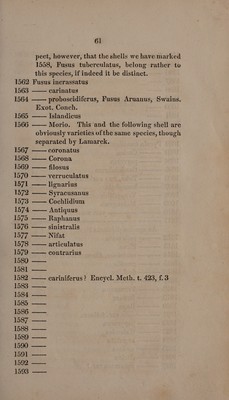 61
pect, however, that the shells we have marked
1558, Fusus tuberculatus, belong rather to
this species, if indeed it be distinct.
1562 Fusus incrassatus
1563 —— carinatus
1564 —— proboscidiferus, Fusus Aruanus, Swains.
Exot. Conch.
1565 —— Islandicus
1566 —— Morio. This and the following shell are
obviously varieties of the same species, though
separated by Lamarck.
1567 —— coronatus
1568 —— Corona
1569 —— filosus
1570 —— verruculatus
1571 —— lignarius
1572 —— Syracusanus
1573 —— Cochlidium
1574 —— Antiquus
1575 —— Raphanus
1576 —— sinistralis
1577 —— Nifat
1578 —— articulatus
1579 —— contrarius
1580 ——
1581 ——
1582 —— cariniferus? Encycl. Meth. t. 423, f. 3
1583 ——
1584 ——
1585 ——
1586 ——
1587 ——
1588 ——
1589 ——
1590 ——
1591 ——
1592 ——
1593 ——